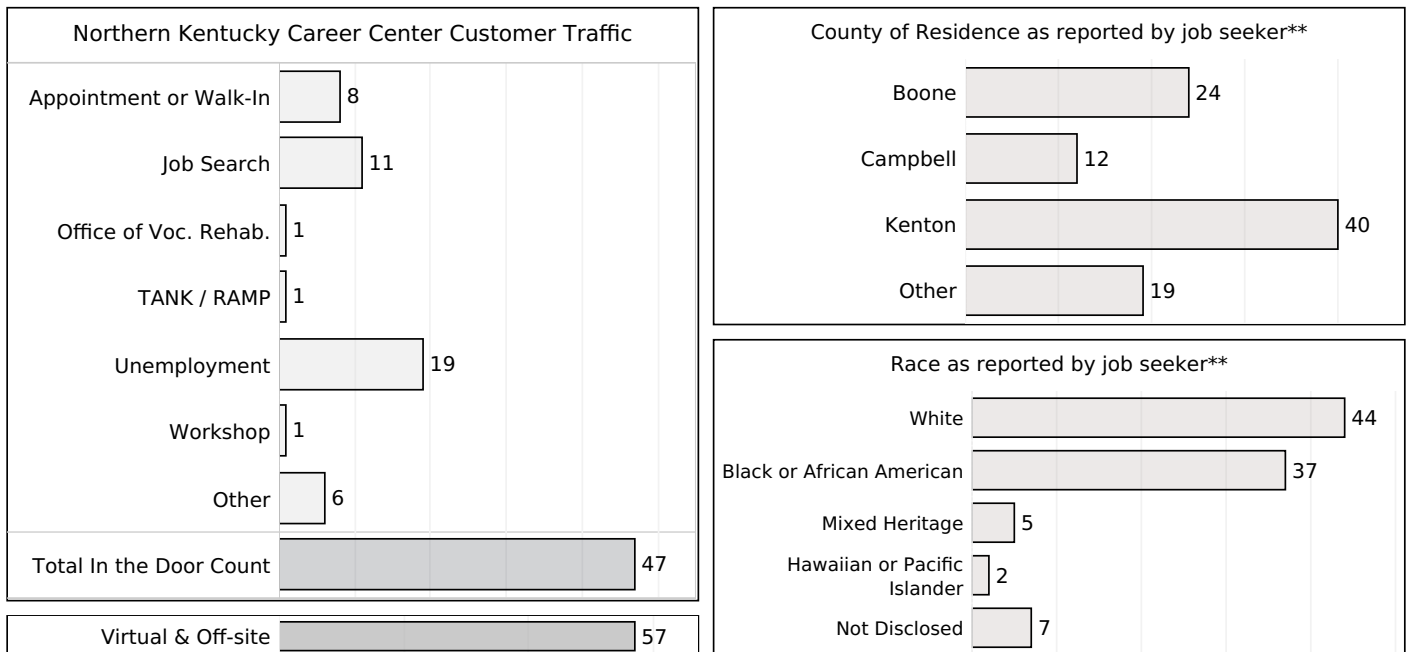 Northern Kentucky Career Center Customer Traffic
Appointment or Walk-In 8
Job Search 11
Office of Voc. Rehab. 1
TANK / RAMP 1
Unemployment 19
Workshop 1
Other 6
Total In the Door Count 47
Virtual & Off-site 57
County of Residence as reported by job seeker**
Boone 24
Campbell 12
Kenton 40
Other 19
Race as reported by job seeker**
White 44
Black or African American 37
Mixed Heritage 5
Hawaiian or Pacific
Islander 2
Not Disclosed 7